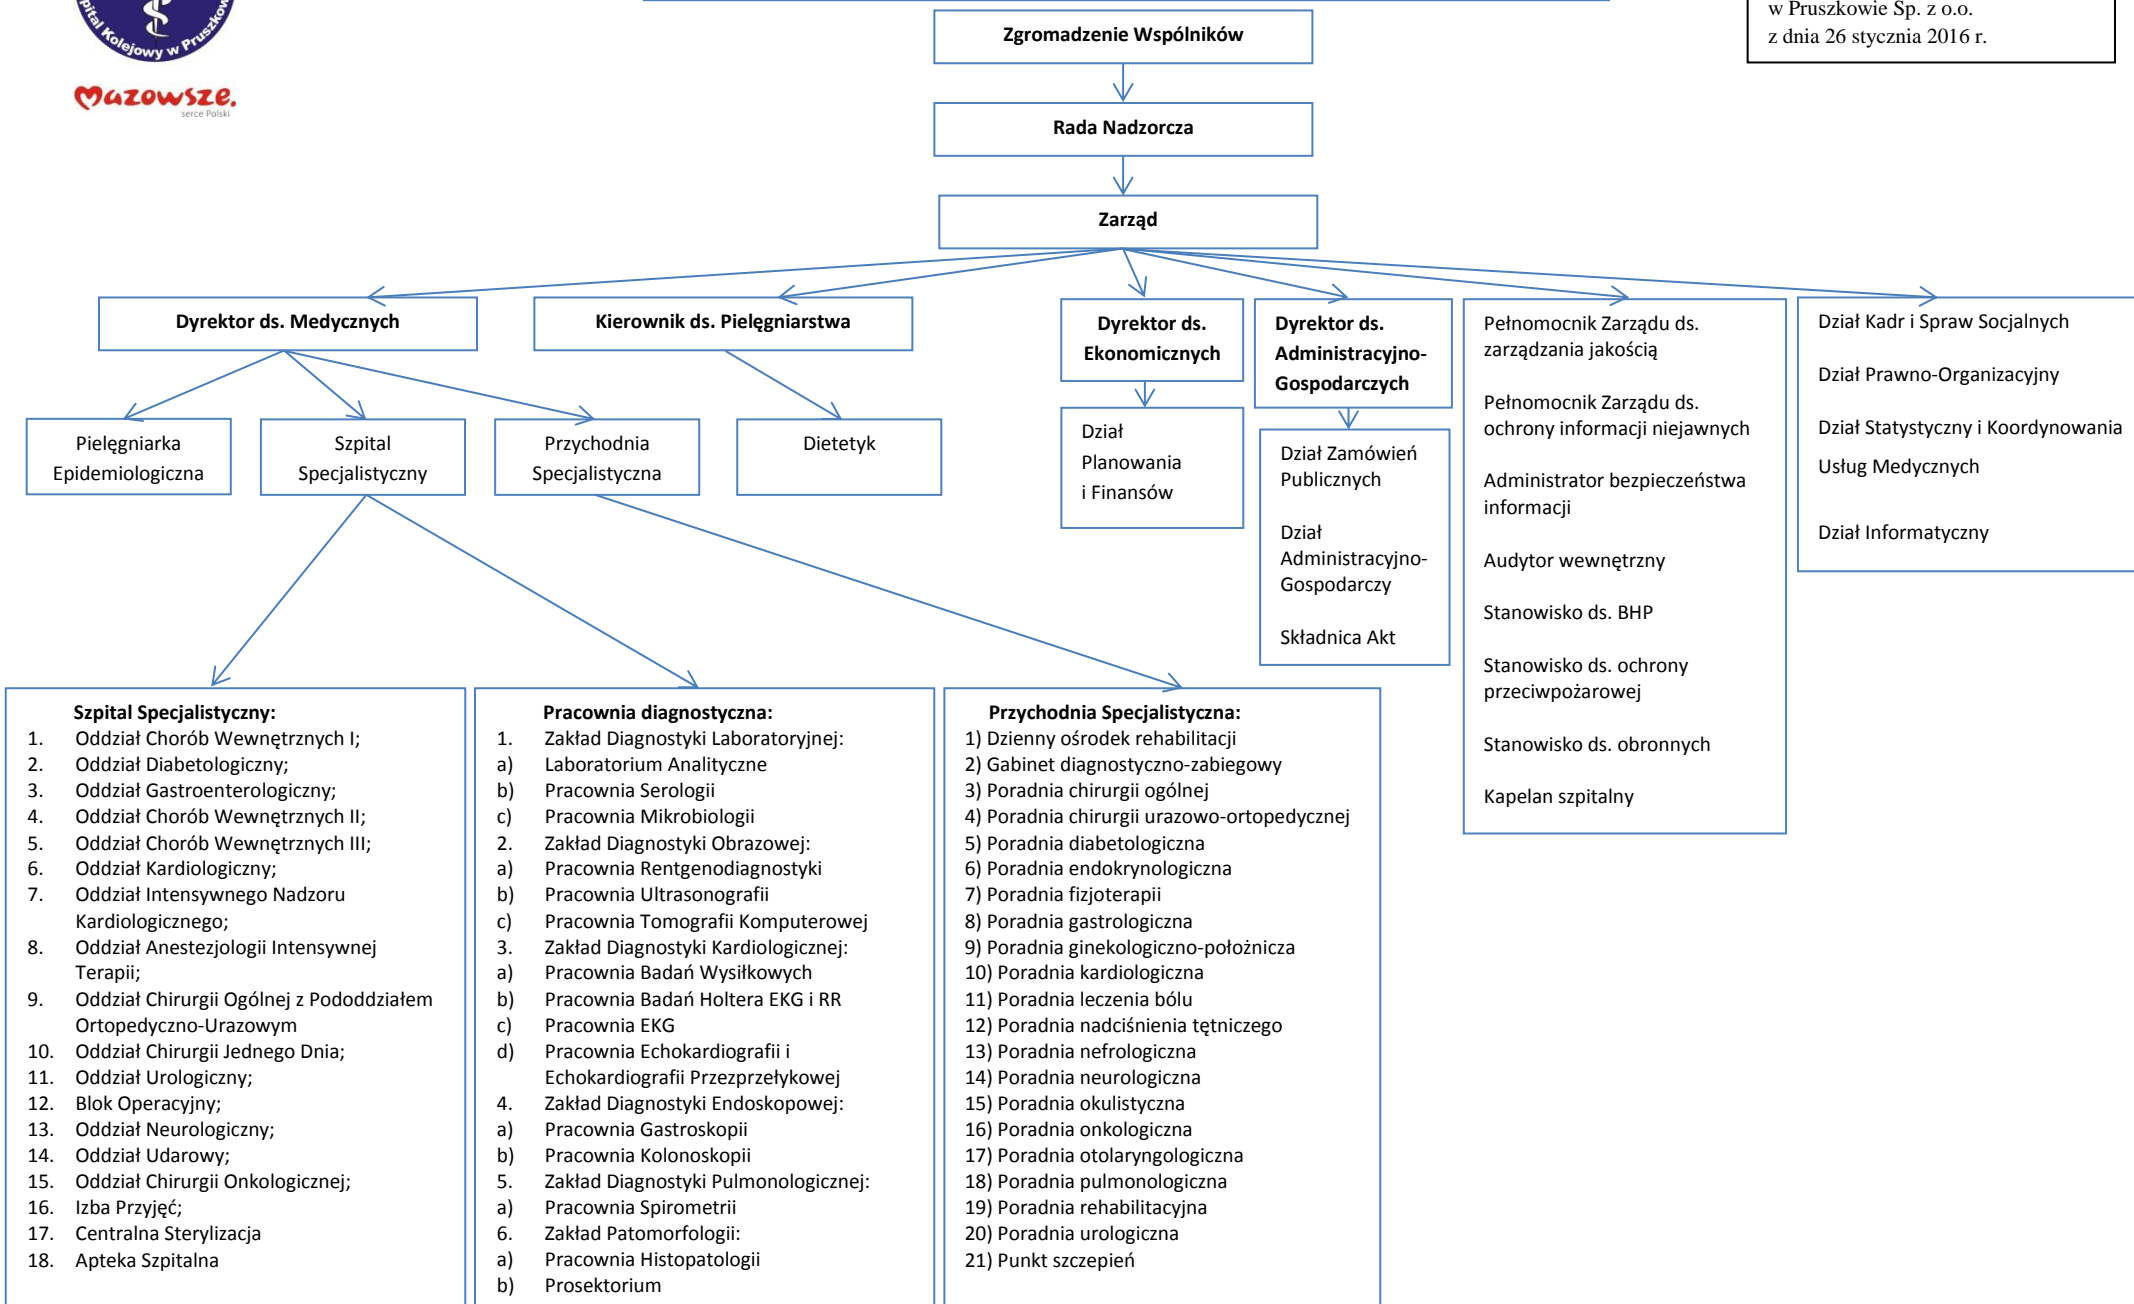 pital Kolejowy w Pruszkow
mazowsze.
serce Polski
w Pruszkowie Sp. z o.o.
z dnia 26 stycznia 2016 r.
Zgromadzenie Wspólników
Rada Nadzorcza
Zarząd
Dyrektor ds. Medycznych
Kierownik ds. Pielęgniarstwa
Dyrektor ds.
Ekonomicznych
Dyrektor ds.
Administracyjno-
Gospodarczych
Pełnomocnik Zarządu ds.
zarządzania jakością
Pełnomocnik Zarządu ds.
ochrony informacji niejawnych
Administrator bezpieczeństwa
informacji
Audytor wewnętrzny
Stanowisko ds. BHP
Stanowisko ds. ochrony
przeciwpożarowej
Stanowisko ds. obronnych
Kapelan szpitalny
Dział Kadr i Spraw Socjalnych
Dział Prawno-Organizacyjny
Dział Statystyczny i Koordynowania
Usług Medycznych
Dział Informatyczny
Pielęgniarka
Epidemiologiczna
Szpital
Specjalistyczny
Przychodnia
Specjalistyczna
Dietetyk
Dział
Planowania
i Finansów
Dział Zamówień
Publicznych
Dział
Administracyjno-
Gospodarczy
Składnica Akt
Szpital Specjalistyczny:
1. Oddział Chorób Wewnętrznych I;
2. Oddział Diabetologiczny;
3. Oddział Gastroenterologiczny;
4. Oddział Chorób Wewnętrznych II;
5. Oddział Chorób Wewnętrznych III;
6. Oddział Kardiologiczny;
7. Oddział Intensywnego Nadzoru
Kardiologicznego;
8. Oddział Anestezjologii Intensywnej
Terapii;
9. Oddział Chirurgii Ogólnej z Pododdziałem
Ortopedyczno-Urazowym
10. Oddział Chirurgii Jednego Dnia;
11. Oddział Urologiczny;
12. Blok Operacyjny;
13. Oddział Neurologiczny;
14. Oddział Udarowy;
15. Oddział Chirurgii Onkologicznej;
16. Izba Przyjęć;
17. Centralna Sterylizacja
18. Apteka Szpitalna
Pracownia diagnostyczna:
1. Zakład Diagnostyki Laboratoryjnej:
a) Laboratorium Analityczne
b) Pracownia Serologii
c) Pracownia Mikrobiologii
2. Zakład Diagnostyki Obrazowej:
a) Pracownia Rentgenodiagnostyki
b) Pracownia Ultrasonografii
c) Pracownia Tomografii Komputerowej
3. Zakład Diagnostyki Kardiologicznej:
a) Pracownia Badań Wysiłkowych
b) Pracownia Badań Holtera EKG i RR
c) Pracownia EKG
d) Pracownia Echokardiografii i
Echokardiografii Przezprzełykowej
4. Zakład Diagnostyki Endoskopowej:
a) Pracownia Gastroskopii
b) Pracownia Kolonoskopii
5. Zakład Diagnostyki Pulmonologicznej:
a) Pracownia Spirometrii
6. Zakład Patomorfologii:
a) Pracownia Histopatologii
b) Prosektorium
Przychodnia Specjalistyczna:
1) Dzienny ośrodek rehabilitacji
2) Gabinet diagnostyczno-zabiegowy
3) Poradnia chirurgii ogólnej
4) Poradnia chirurgii urazowo-ortopedycznej
5) Poradnia diabetologiczna
6) Poradnia endokrynologiczna
7) Poradnia fizjoterapii
8) Poradnia gastrologiczna
9) Poradnia ginekologiczno-położnicza
10) Poradnia kardiologiczna
11) Poradnia leczenia bólu
12) Poradnia nadciśnienia tętniczego
13) Poradnia nefrologiczna
14) Poradnia neurologiczna
15) Poradnia okulistyczna
16) Poradnia onkologiczna
17) Poradnia otolaryngologiczna
18) Poradnia pulmonologiczna
19) Poradnia rehabilitacyjna
20) Poradnia urologiczna
21) Punkt szczepień